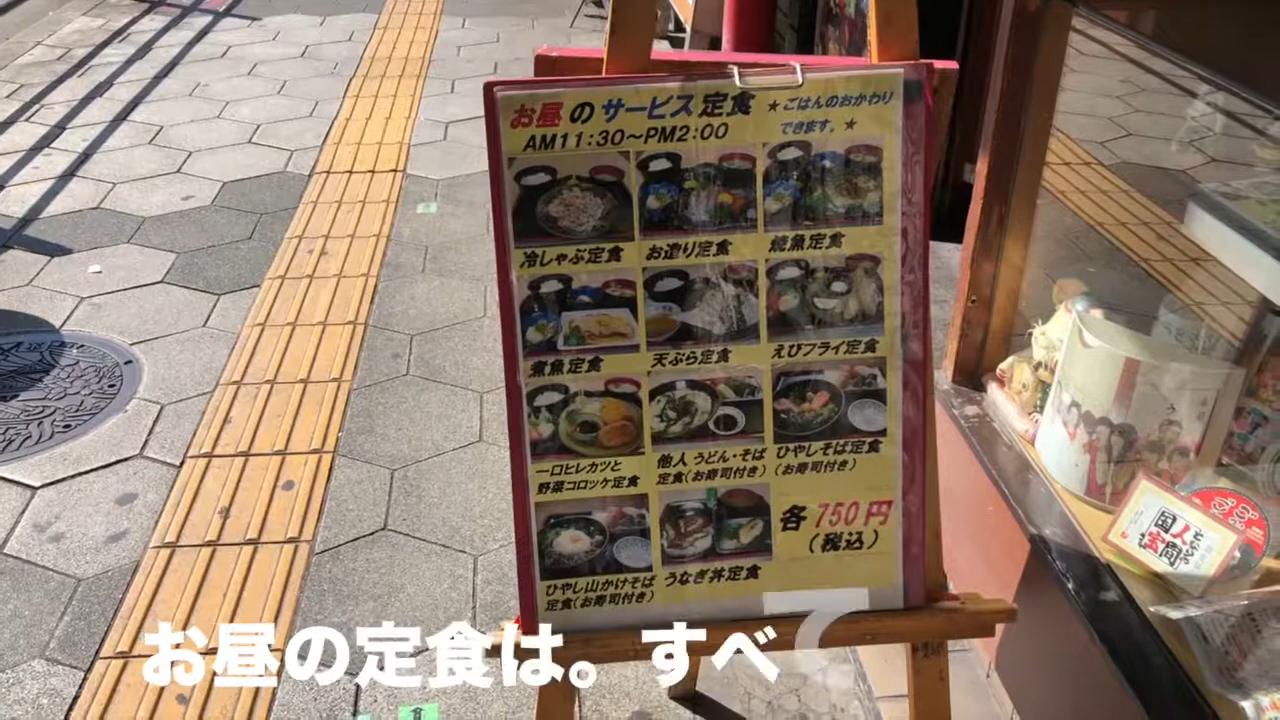 お昼のサービス定食
★ごはんのおかわり
できます。★
AM11:30~PM2:00
冷しゃぶ定食
お造り定食
焼魚定食
煮魚定食
天ぷら定食
えびフライ定食
一口ヒレカツと
野菜コロッケ定食
他人うどん・そば
定食(お寿司付き)
ひやしそば定食
(お寿司付き)
ひやし山かけそば
定食(お寿司付き)
うなぎ丼定食
各750円
(税込)
お昼の定食は。すべて